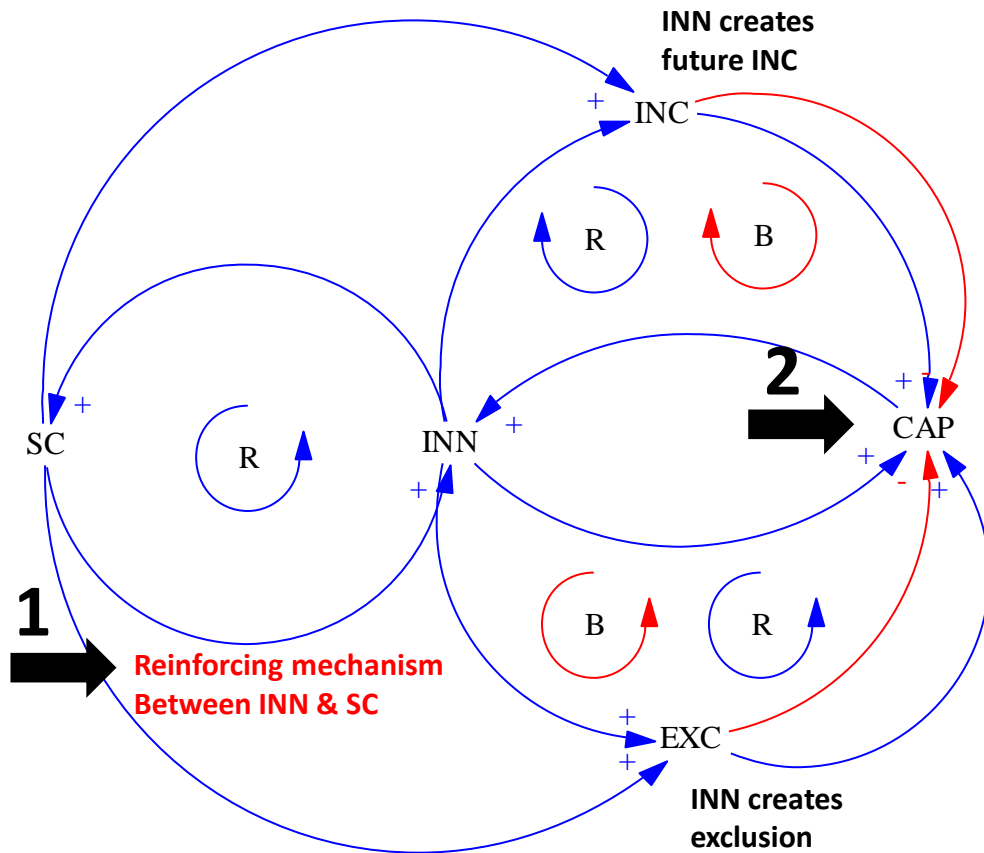 INN creates
future INC
+
INC
R
B
2
+ -
CAP
+
SC
R
INN
+
+
+
- +
1
Reinforcing mechanism
Between INN & SC
B
R
+
+
EXC
INN creates
exclusion